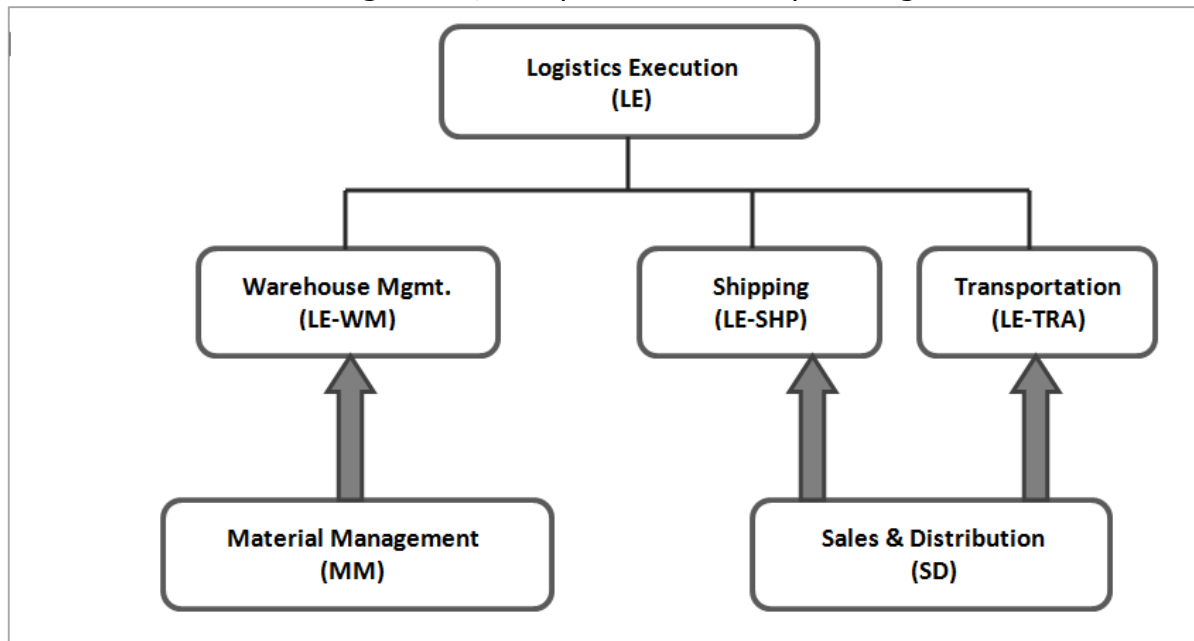 Logistics Execution
(LE)
Warehouse Mgmt.
(LE-WM)
Shipping
(LE-SHP)
Transportation
(LE-TRA)
Material Management
(MM)
Sales & Distribution
(SD)